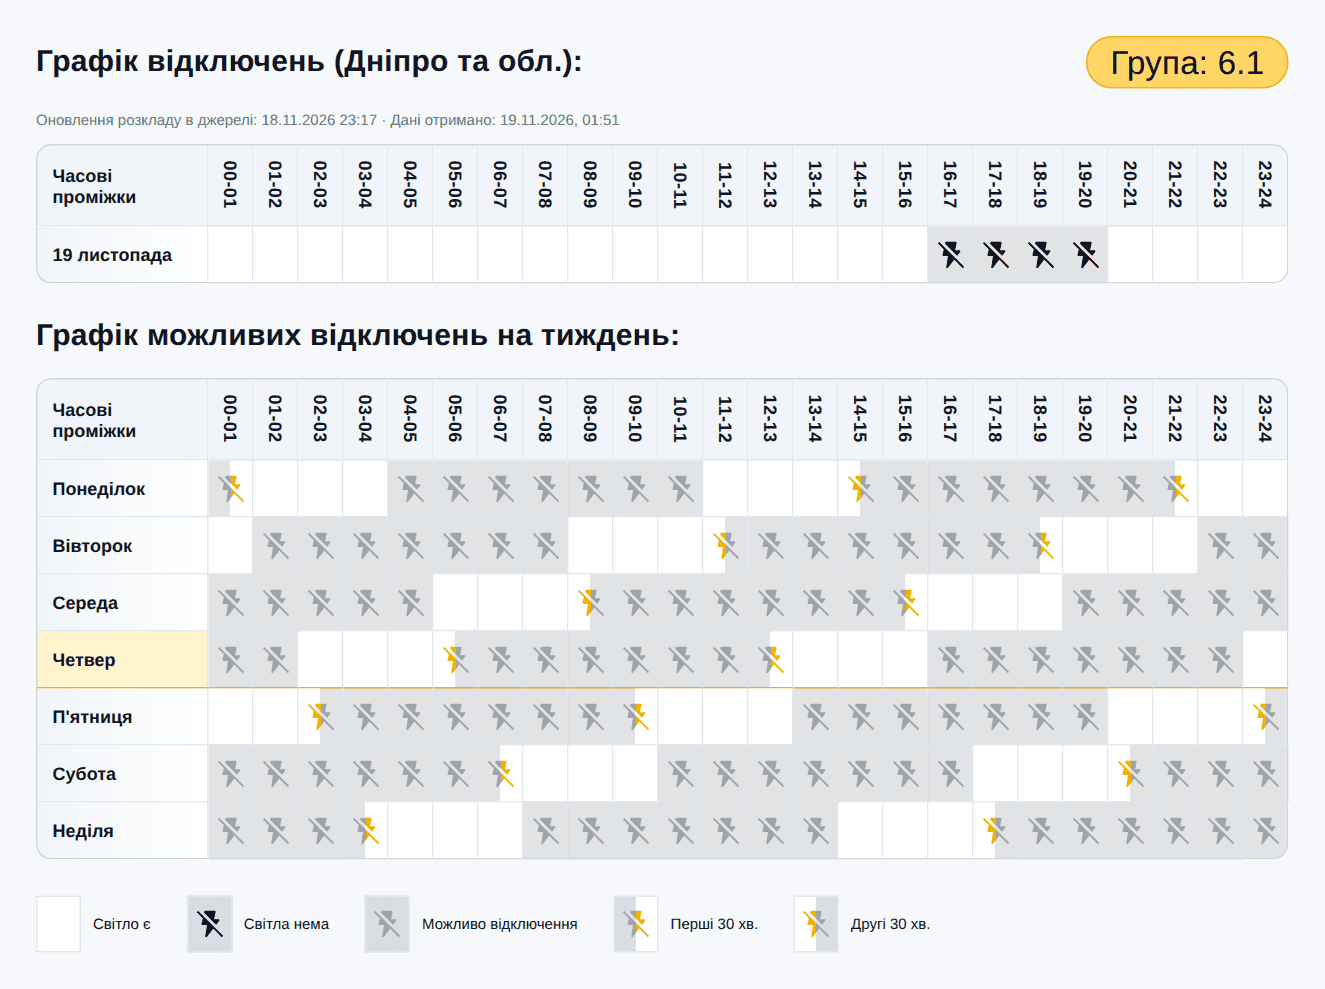 Графік відключень (Дніпро та обл.):
Група: 6.1
Оновлення розкладу в джерелі: 18.11.2026 23:17 · Дані отримано: 19.11.2026, 01:51
Часові проміжки 00-01 01-02 02-03 03-04 04-05 05-06 06-07 07-08 08-09 09-10 10-11 11-12 12-13 13-14 14-15 15-16 16-17 17-18 18-19 19-20 20-21 21-22 22-23 23-24
19 листопада
Графік можливих відключень на тиждень:
Часові проміжки 00-01 01-02 02-03 03-04 04-05 05-06 06-07 07-08 08-09 09-10 10-11 11-12 12-13 13-14 14-15 15-16 16-17 17-18 18-19 19-20 20-21 21-22 22-23 23-24
Понеділок
Вівторок
Середа
Четвер
П'ятниця
Субота
Неділя
Світло є
Світла нема
Можливо відключення
Перші 30 хв.
Другі 30 хв.